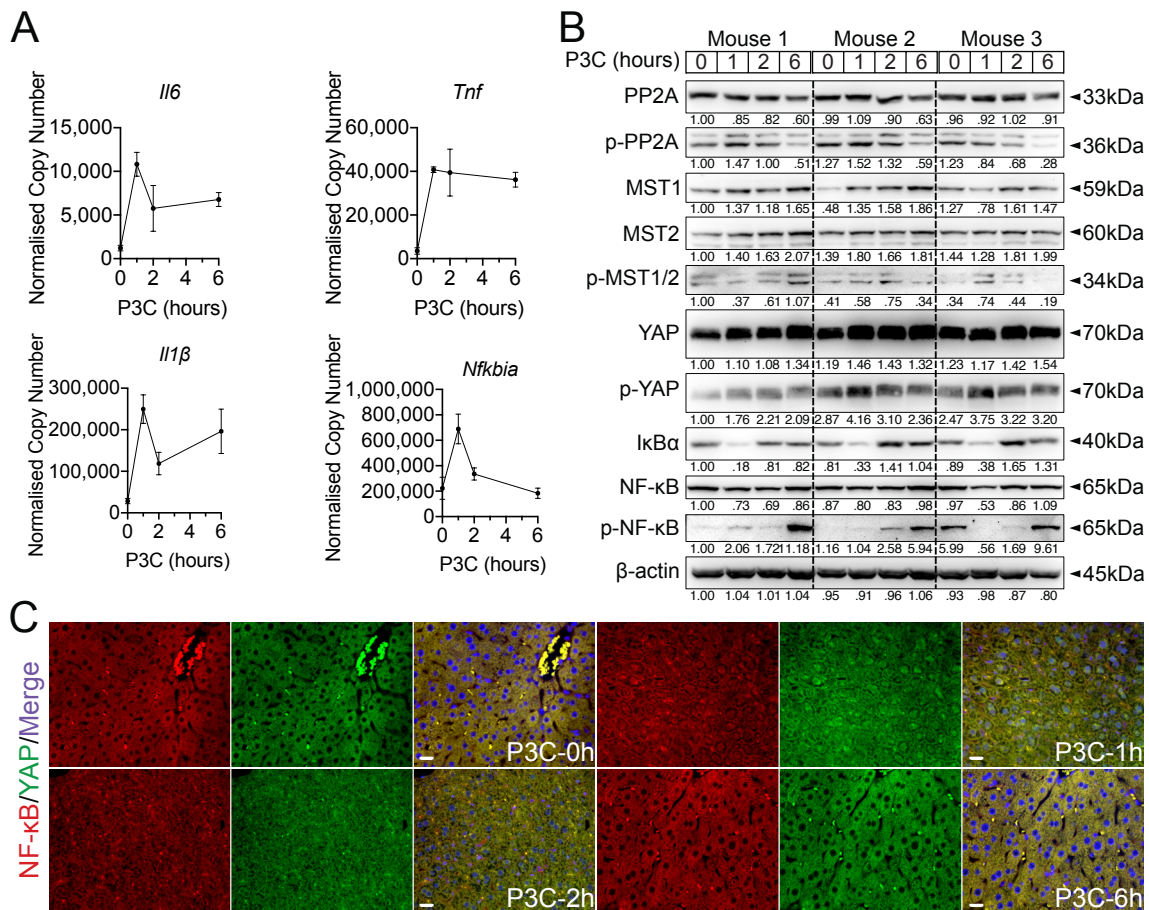 A
Il6
Normalised Copy Number
15,000
10,000
5,000
0
0 2 4 6
P3C (hours)
Tnf
Normalised Copy Number
60,000
40,000
20,000
0
0 2 4 6
P3C (hours)
Il1β
Normalised Copy Number
300,000
200,000
100,000
0
0 2 4 6
P3C (hours)
Nfkbia
Normalised Copy Number
1,000,000
800,000
600,000
400,000
200,000
0
0 2 4 6
P3C (hours)
B
Mouse 1 Mouse 2 Mouse 3
P3C (hours) 0 1 2 6 0 1 2 6 0 1 2 6
PP2A ◄33kDa
1.00 .85 .82 .60 .99 1.09 .90 .63 .96 .92 1.02 .91
p-PP2A ◄36kDa
1.00 1.47 1.00 .51 1.27 1.52 1.32 .59 1.23 .84 .68 .28
MST1 ◄59kDa
1.00 1.37 1.18 1.65 .48 1.35 1.58 1.86 1.27 .78 1.61 1.47
MST2 ◄60kDa
1.00 1.40 1.63 2.07 1.39 1.80 1.66 1.81 1.44 1.28 1.81 1.99
p-MST1/2 ◄34kDa
1.00 .37 .61 1.07 .41 .58 .75 .34 .34 .74 .44 .19
YAP ◄70kDa
1.00 1.10 1.08 1.34 1.19 1.46 1.43 1.32 1.23 1.17 1.42 1.54
p-YAP ◄70kDa
1.00 1.76 2.21 2.09 2.87 4.16 3.10 2.36 2.47 3.75 3.22 3.20
IκBα ◄40kDa
1.00 .18 .81 .82 .81 .33 1.41 1.04 .89 .38 1.65 1.31
NF-κB ◄65kDa
1.00 .73 .69 .86 .87 .80 .83 .98 .97 .53 .86 1.09
p-NF-κB ◄65kDa
1.00 2.06 1.72 11.18 1.16 1.04 2.58 5.94 5.99 .56 1.69 9.61
β-actin ◄45kDa
1.00 1.04 1.01 1.04 .95 .91 .96 1.06 .93 .98 .87 .80
C
NF-κB/YAP/Merge
P3C-0h
P3C-1h
P3C-2h
P3C-6h